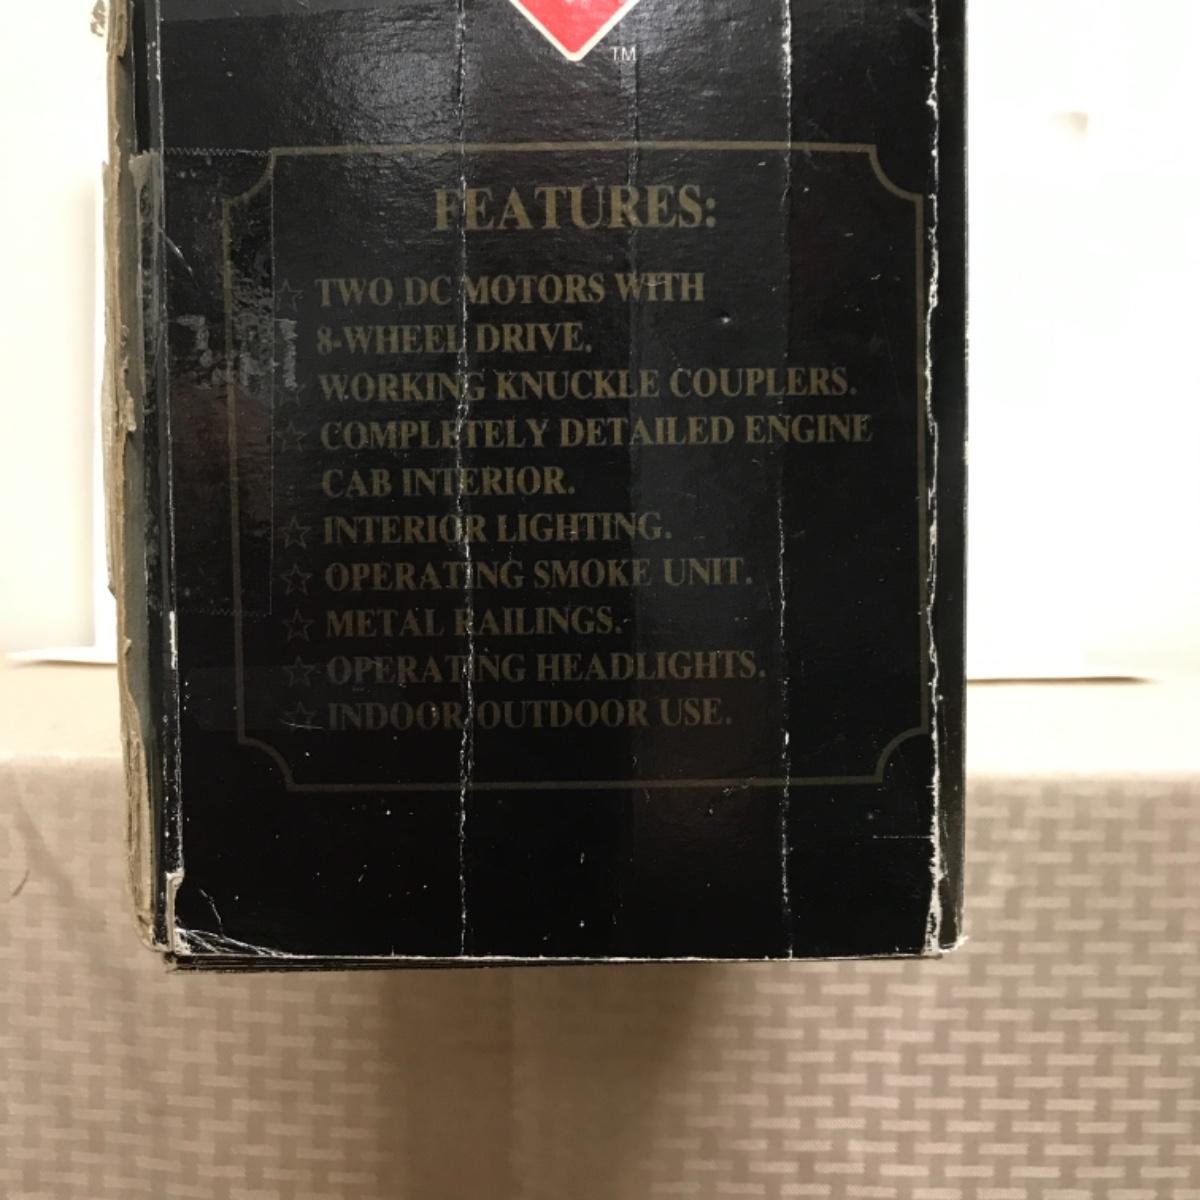 TM
FEATURES:
☆ TWO DC MOTORS WITH
8-WHEEL DRIVE.
☆ WORKING KNUCKLE COUPLERS.
☆ COMPLETELY DETAILED ENGINE
CAB INTERIOR.
☆ INTERIOR LIGHTING.
☆ OPERATING SMOKE UNIT.
☆ METAL RAILINGS.
☆ OPERATING HEADLIGHTS.
☆ INDOOR/OUTDOOR USE.